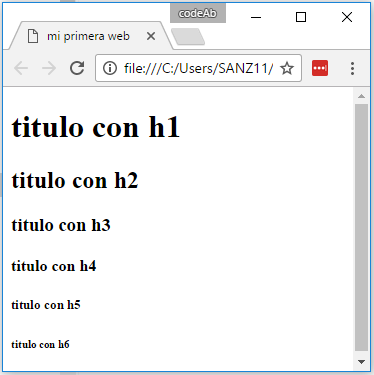 codeAb
mi primera web
file:///C:/Users/SANZ11/
titulo con h1
titulo con h2
titulo con h3
titulo con h4
titulo con h5
titulo con h6